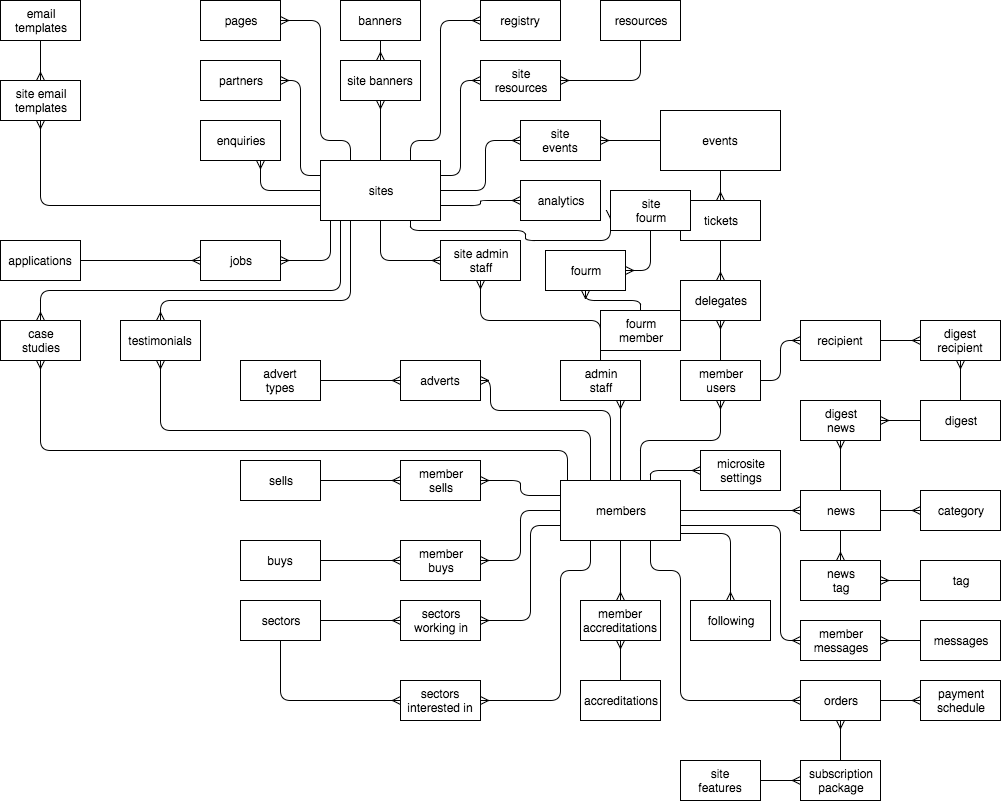 email
templates
pages
banners
registry
resources
site email
templates
partners
site banners
site
resources
enquiries
site
events
events
sites
analytics
site
fourm
tickets
applications
jobs
site admin
staff
fourm
delegates
case
studies
testimonials
fourm
member
recipient
digest
recipient
advert
types
adverts
admin
staff
member
users
digest
news
digest
sells
member
sells
microsite
settings
members
news
category
buys
member
buys
news
tag
tag
sectors
sectors
working in
member
accreditations
following
member
messages
messages
sectors
interested in
accreditations
orders
payment
schedule
site
features
subscription
package